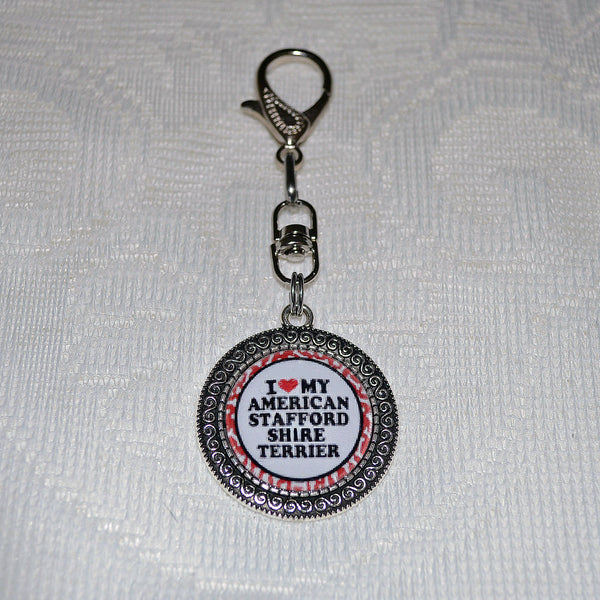 I ❤ MY
AMERICAN
STAFFORD
SHIRE
TERRIER